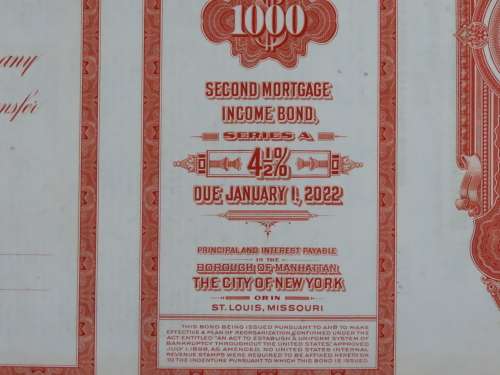 1000
any
nsfer
SECOND MORTGAGE
INCOME BOND,
SERIES A
4½%
DUE JANUARY 1, 2022
PRINCIPAL AND INTEREST PAYABLE
IN THE
BOROUGH OF MANHATTAN
THE CITY OF NEW YORK
OR IN
ST. LOUIS, MISSOURI
THIS BOND BEING ISSUED PURSUANT TO AND TO MAKE
EFFECTIVE A PLAN OF REORGANIZATION CONFIRMED UNDER THE
ACT ENTITLED "AN ACT TO ESTABLISH A UNIFORM SYSTEM OF
BANKRUPTCY THROUGHOUT THE UNITED STATES," APPROVED
JULY 1, 1898, AS AMENDED, NO UNITED STATES INTERNAL
REVENUE STAMPS WERE REQUIRED TO BE AFFIXED HERETO OR
TO THE INDENTURE PURSUANT TO WHICH THIS BOND IS ISSUED.